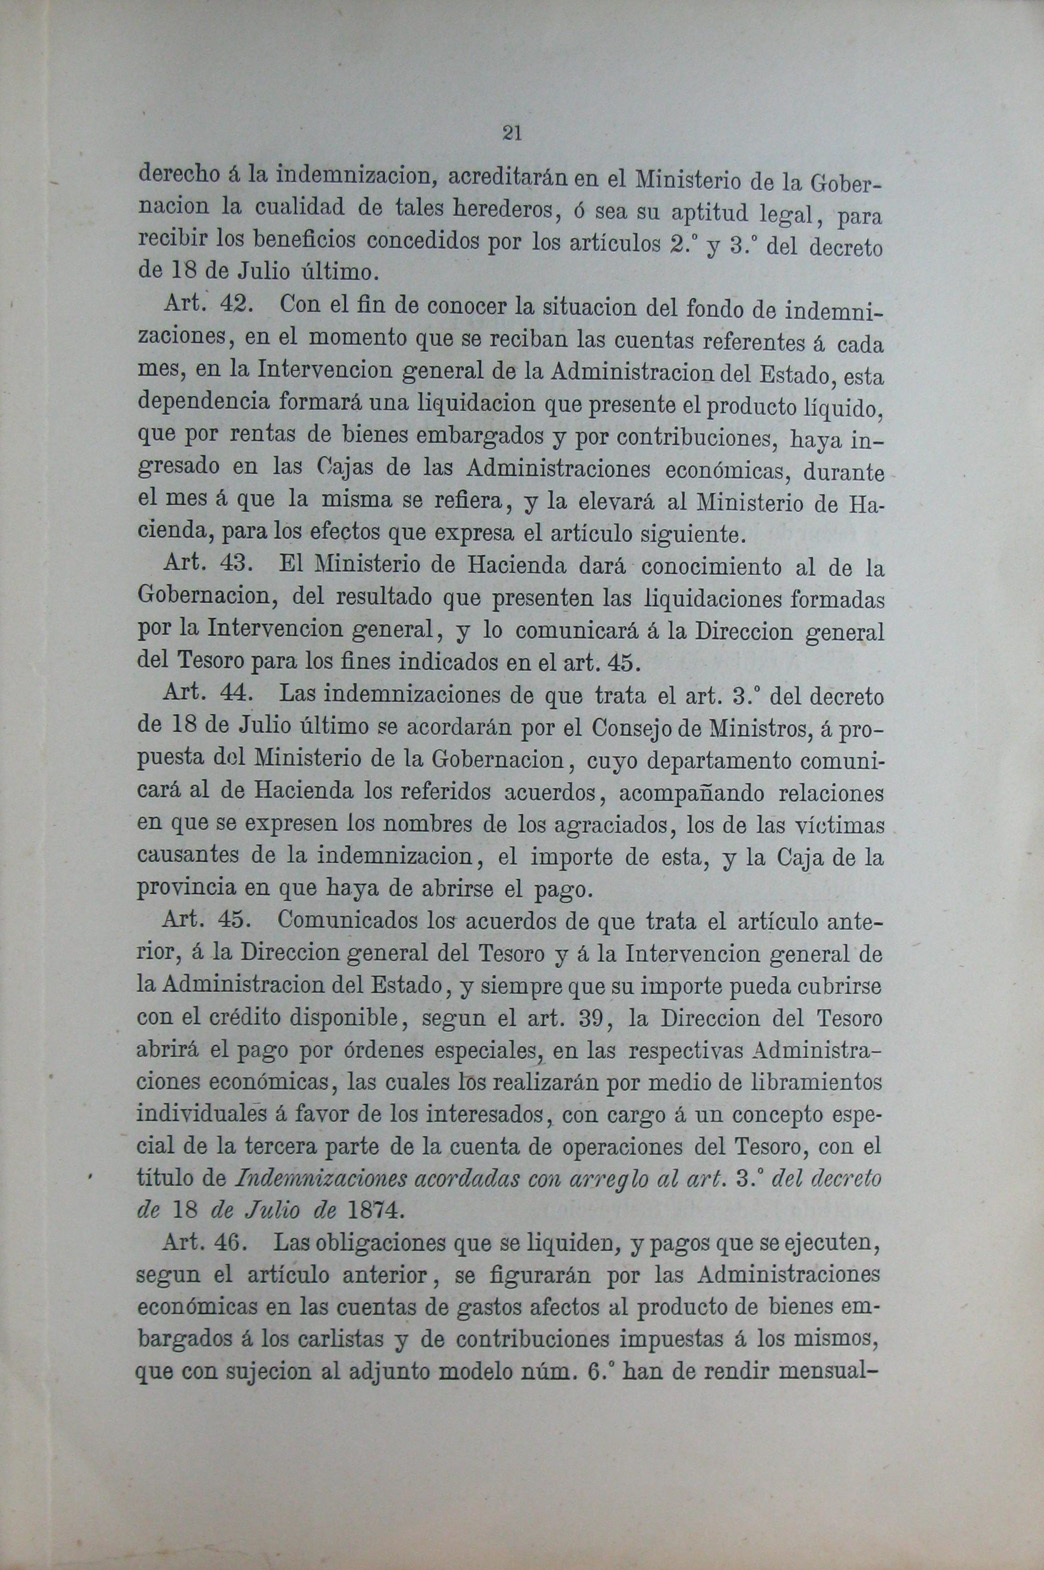 21
derecho á la indemnizacion, acreditarán en el Ministerio de la Gober-
nacion la cualidad de tales herederos, ó sea su aptitud legal, para
recibir los beneficios concedidos por los artículos 2.° y 3.° del decreto
de 18 de Julio último.
Art. 42. Con el fin de conocer la situacion del fondo de indemni-
zaciones, en el momento que se reciban las cuentas referentes á cada
mes, en la Intervencion general de la Administracion del Estado, esta
dependencia formará una liquidacion que presente el producto líquido,
que por rentas de bienes embargados y por contribuciones, haya in-
gresado en las Cajas de las Administraciones económicas, durante
el mes á que la misma se refiera, y la elevará al Ministerio de Ha-
cienda, para los efectos que expresa el artículo siguiente.
Art. 43. El Ministerio de Hacienda dará conocimiento al de la
Gobernacion, del resultado que presenten las liquidaciones formadas
por la Intervencion general, y lo comunicará á la Direccion general
del Tesoro para los fines indicados en el art. 45.
Art. 44. Las indemnizaciones de que trata el art. 3.° del decreto
de 18 de Julio último se acordarán por el Consejo de Ministros, á pro-
puesta del Ministerio de la Gobernacion, cuyo departamento comuni-
cará al de Hacienda los referidos acuerdos, acompañando relaciones
en que se expresen los nombres de los agraciados, los de las víctimas
causantes de la indemnizacion, el importe de esta, y la Caja de la
provincia en que haya de abrirse el pago.
Art. 45. Comunicados los acuerdos de que trata el artículo ante-
rior, á la Direccion general del Tesoro y á la Intervencion general de
la Administracion del Estado, y siempre que su importe pueda cubrirse
con el crédito disponible, segun el art. 39, la Direccion del Tesoro
abrirá el pago por órdenes especiales, en las respectivas Administra-
ciones económicas, las cuales los realizarán por medio de libramientos
individuales á favor de los interesados, con cargo á un concepto espe-
cial de la tercera parte de la cuenta de operaciones del Tesoro, con el
título de Indemnizaciones acordadas con arreglo al art. 3.° del decreto
de 18 de Julio de 1874.
Art. 46. Las obligaciones que se liquiden, y pagos que se ejecuten,
segun el artículo anterior, se figurarán por las Administraciones
económicas en las cuentas de gastos afectos al producto de bienes em-
bargados á los carlistas y de contribuciones impuestas á los mismos,
que con sujecion al adjunto modelo núm. 6.° han de rendir mensual-